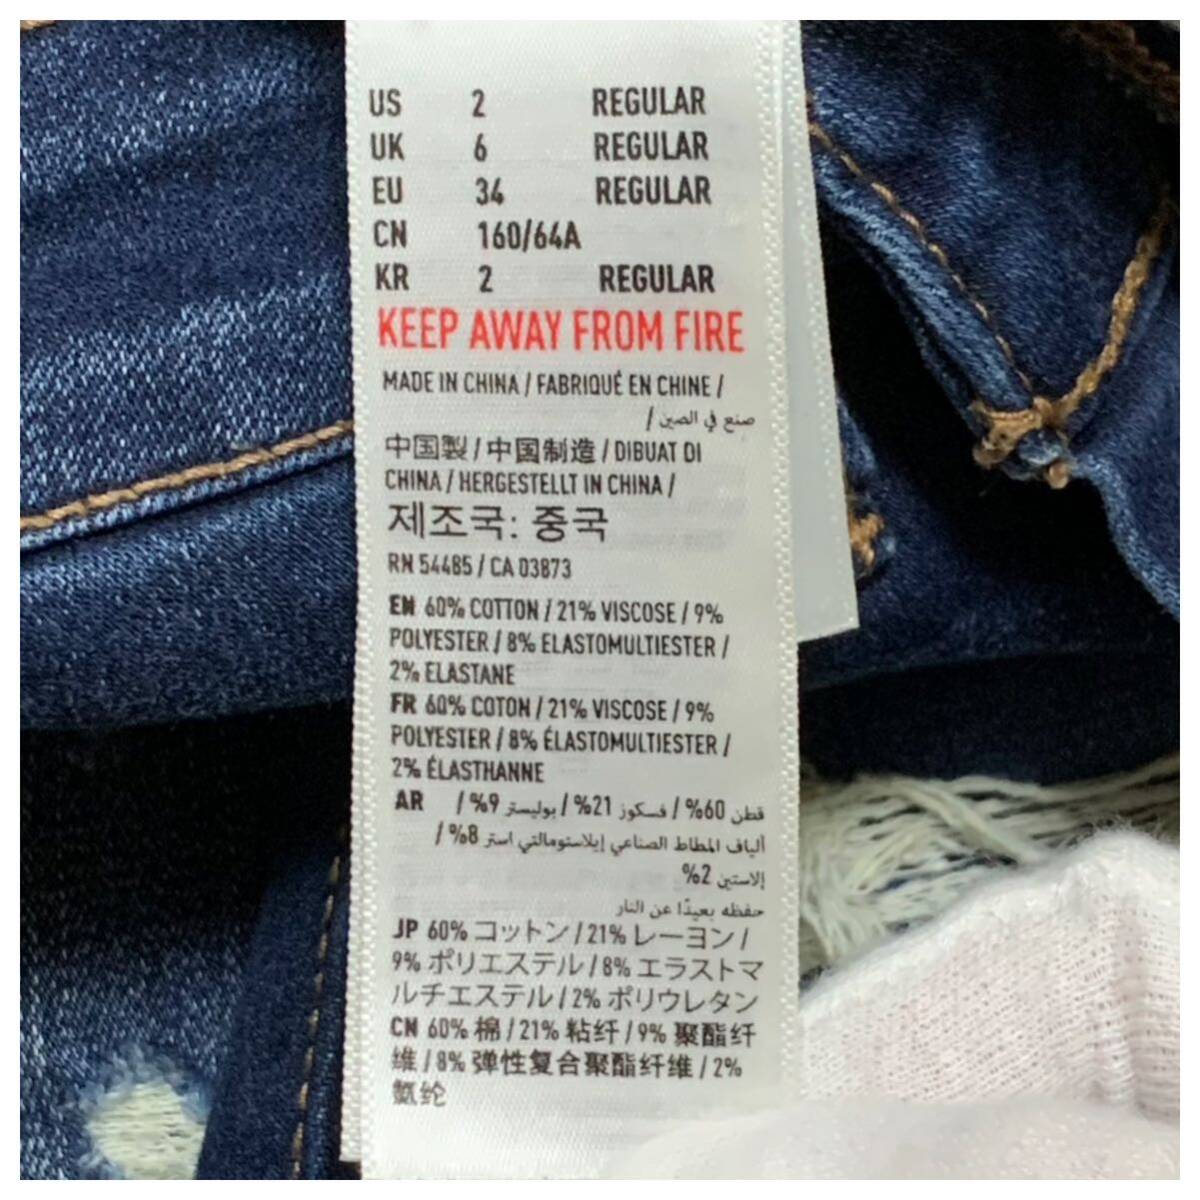 US 2 REGULAR
UK 6 REGULAR
EU 34 REGULAR
CN 160/64A
KR 2 REGULAR
KEEP AWAY FROM FIRE
MADE IN CHINA / FABRIQUÉ EN CHINE /
صنع في الصين /
中国製 / 中国制造 / DIBUAT DI
CHINA / HERGESTELLT IN CHINA /
제조국: 중국
RN 54485 / CA 03873
EN 60% COTTON / 21% VISCOSE / 9%
POLYESTER / 8% ELASTOMULTIESTER /
2% ELASTANE
FR 60% COTON / 21% VISCOSE / 9%
POLYESTER / 8% ÉLASTOMULTIESTER /
2% ÉLASTHANNE
AR قطن 60% / فسكوز 21% / بوليستر 9% /
ألياف المطاط الصناعي إيلاستومالتي استر 8% /
إلاستين 2%
حفظه بعيدًا عن النار
JP 60% コットン / 21% レーヨン /
9% ポリエステル / 8% エラストマ
ルチエステル / 2% ポリウレタン
CN 60% 棉 / 21% 粘纤 / 9% 聚酯纤
维 / 8% 弹性复合聚酯纤维 / 2%
氨纶